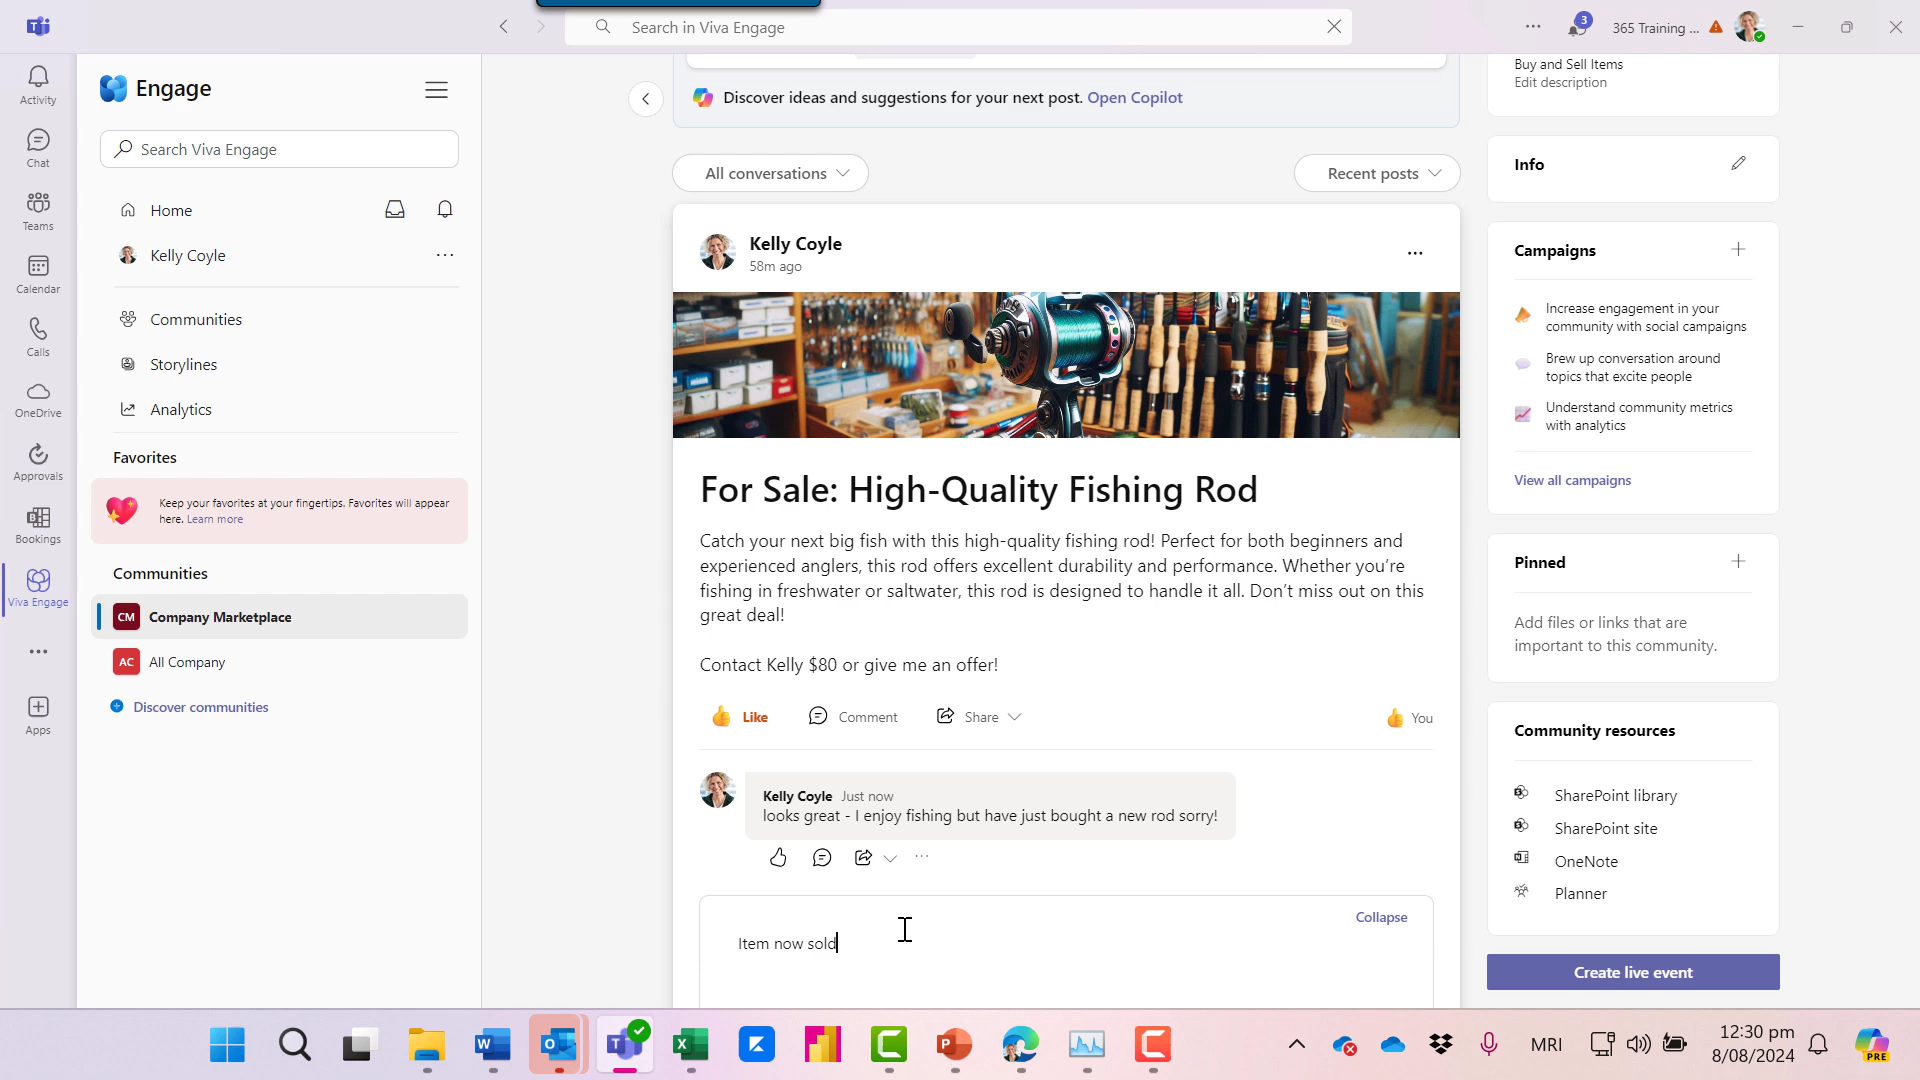 Search in Viva Engage
3
365 Training ...
Activity
Chat
Teams
Calendar
Calls
OneDrive
Approvals
Bookings
Viva Engage
Apps
Engage
Search Viva Engage
Home
Kelly Coyle
Communities
Storylines
Analytics
Favorites
Keep your favorites at your fingertips. Favorites will appear
here. Learn more
Communities
CM Company Marketplace
AC All Company
Discover communities
Discover ideas and suggestions for your next post. Open Copilot
All conversations
Recent posts
Kelly Coyle
58m ago
For Sale: High-Quality Fishing Rod
Catch your next big fish with this high-quality fishing rod! Perfect for both beginners and
experienced anglers, this rod offers excellent durability and performance. Whether you're
fishing in freshwater or saltwater, this rod is designed to handle it all. Don't miss out on this
great deal!
Contact Kelly $80 or give me an offer!
Like
Comment
Share
You
Kelly Coyle Just now
looks great - I enjoy fishing but have just bought a new rod sorry!
Collapse
Item now sold
Buy and Sell Items
Edit description
Info
Campaigns
Increase engagement in your
community with social campaigns
Brew up conversation around
topics that excite people
Understand community metrics
with analytics
View all campaigns
Pinned
Add files or links that are
important to this community.
Community resources
SharePoint library
SharePoint site
OneNote
Planner
Create live event
MRI
12:30 pm
8/08/2024
PRE